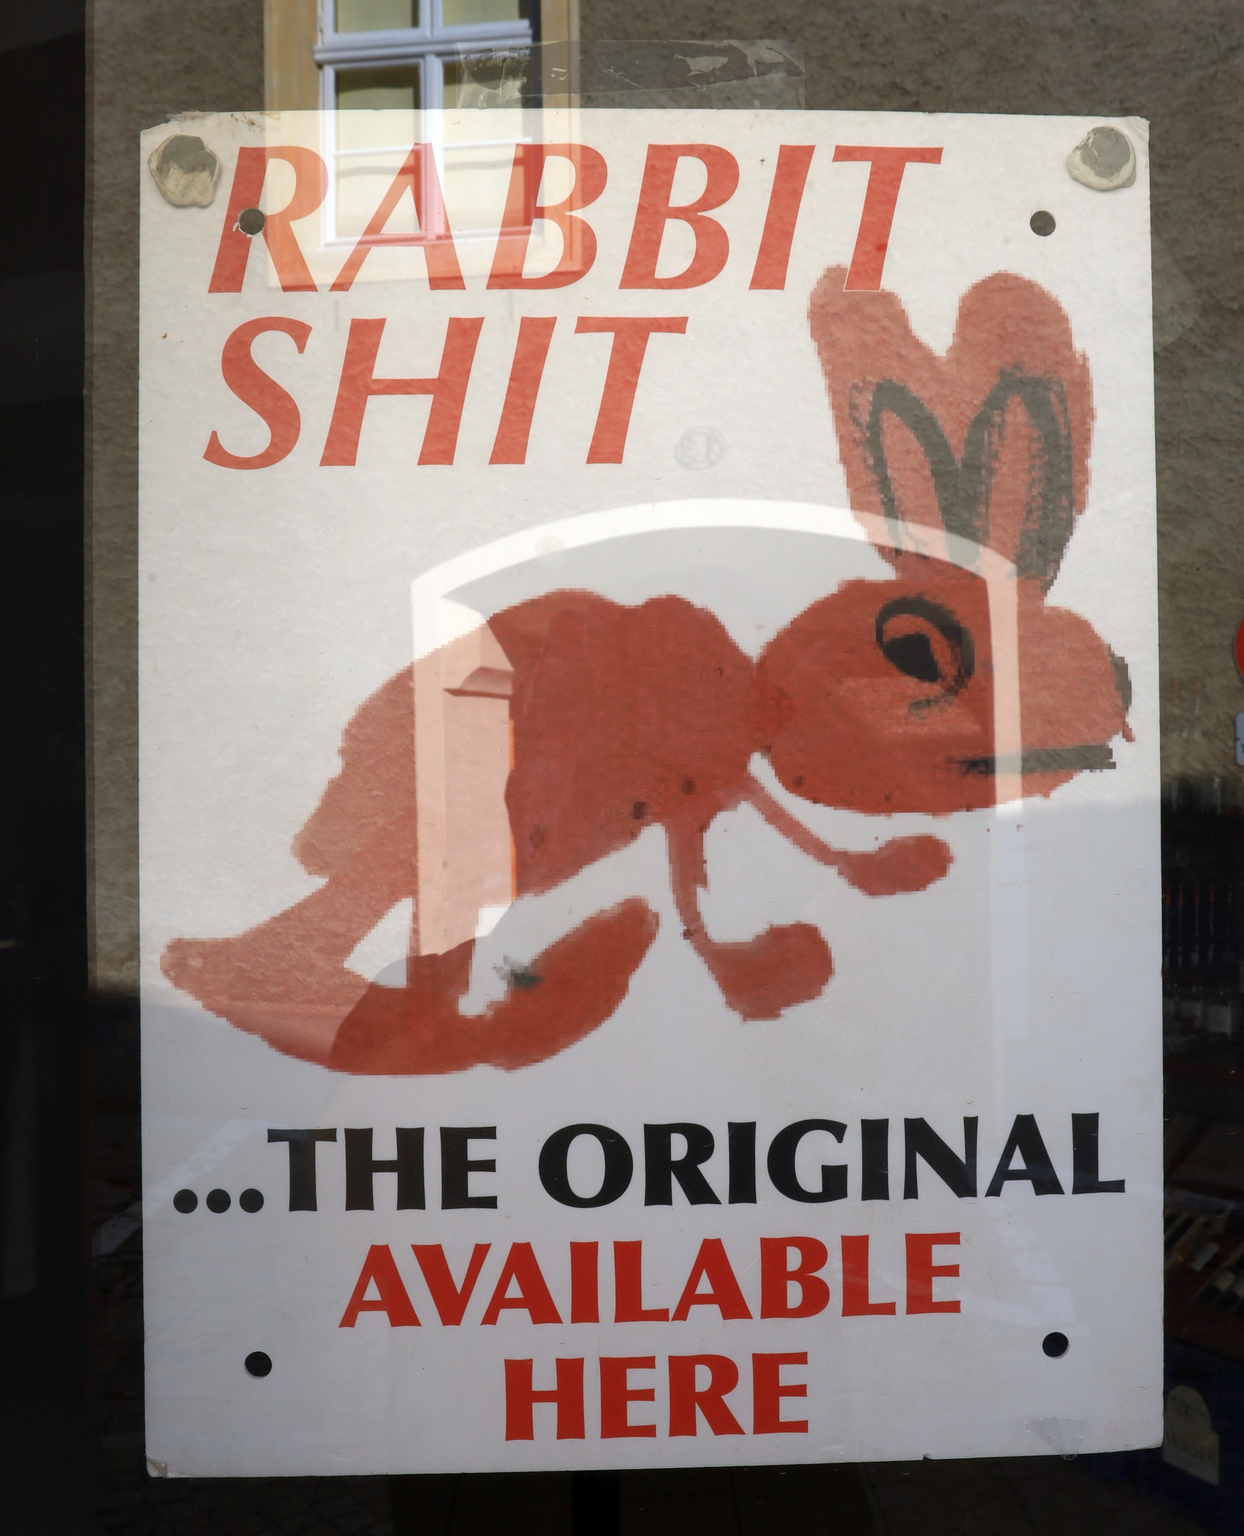 RABBIT
SHIT
...THE ORIGINAL
AVAILABLE
HERE